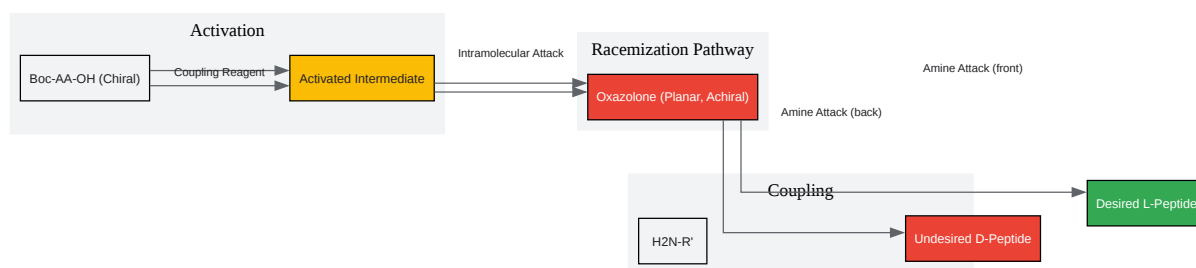 Activation
Boc-AA-OH (Chiral)
Coupling Reagent
Activated Intermediate
Intramolecular Attack
Racemization Pathway
Oxazolone (Planar, Achiral)
Amine Attack (front)
Amine Attack (back)
Coupling
H2N-R'
Undesired D-Peptide
Desired L-Peptide